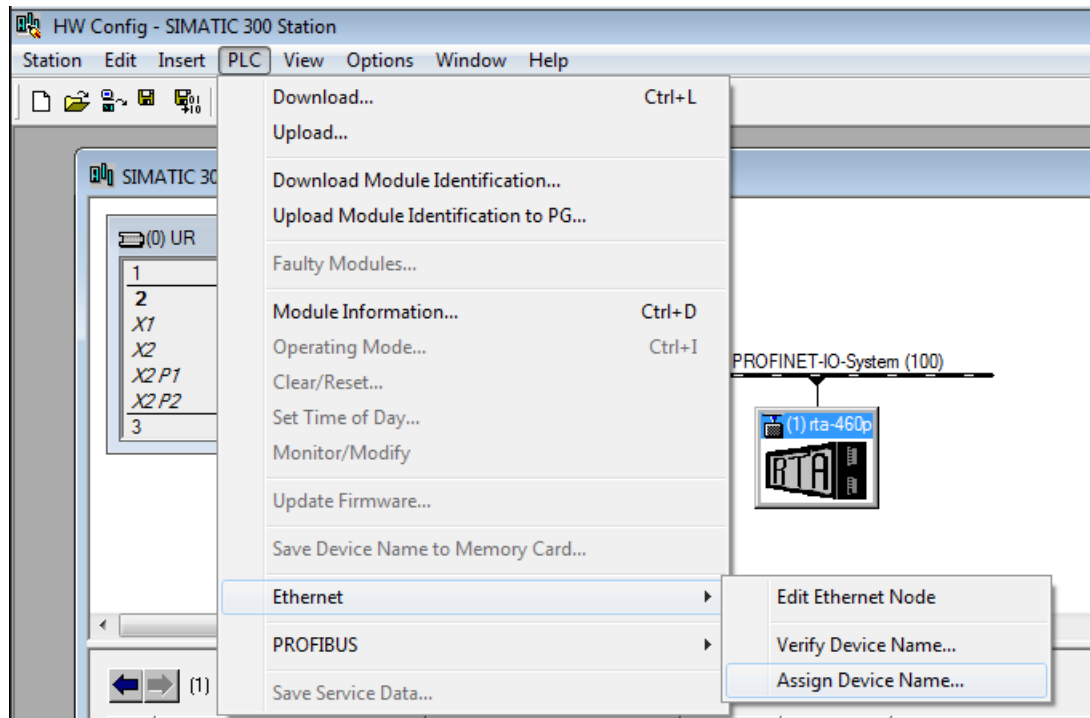 HW Config - SIMATIC 300 Station
Station Edit Insert PLC View Options Window Help
Download... Ctrl+L
Upload...
Download Module Identification...
Upload Module Identification to PG...
Faulty Modules...
Module Information... Ctrl+D
Operating Mode... Ctrl+I
Clear/Reset...
Set Time of Day...
Monitor/Modify
Update Firmware...
Save Device Name to Memory Card...
Ethernet
PROFIBUS
Save Service Data...
Edit Ethernet Node
Verify Device Name...
Assign Device Name...
SIMATIC 30
(0) UR
1
2
X1
X2
X2 P1
X2 P2
3
PROFINET-IO-System (100)
(1) rta-460p
RTA
(1)